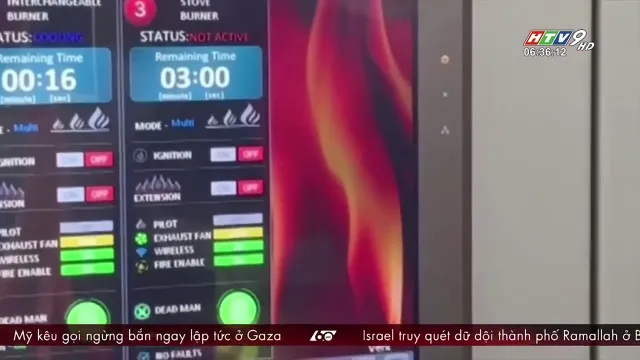 INTERCHANGEABLE
BURNER
STATUS: COOLING
Remaining Time
00:16
[minute] [sec]
MODE - Multi
IGNITION
ON OFF
ENSION
ON OFF
PILOT
EXHAUST FAN
WIRELESS
FIRE ENABLE
DEAD MAN
3
STOVE
BURNER
STATUS: NOT ACTIVE
Remaining Time
03:00
[minute] [sec]
MODE - Multi
IGNITION
ON OFF
EXTENSION
ON OFF
PILOT
EXHAUST FAN
WIRELESS
FIRE ENABLE
DEAD MAN
NO FAULTS
HTV9 HD
06:36:12
Mỹ kêu gọi ngừng bắn ngay lập tức ở Gaza
60
Israel truy quét dữ dội thành phố Ramallah ở B